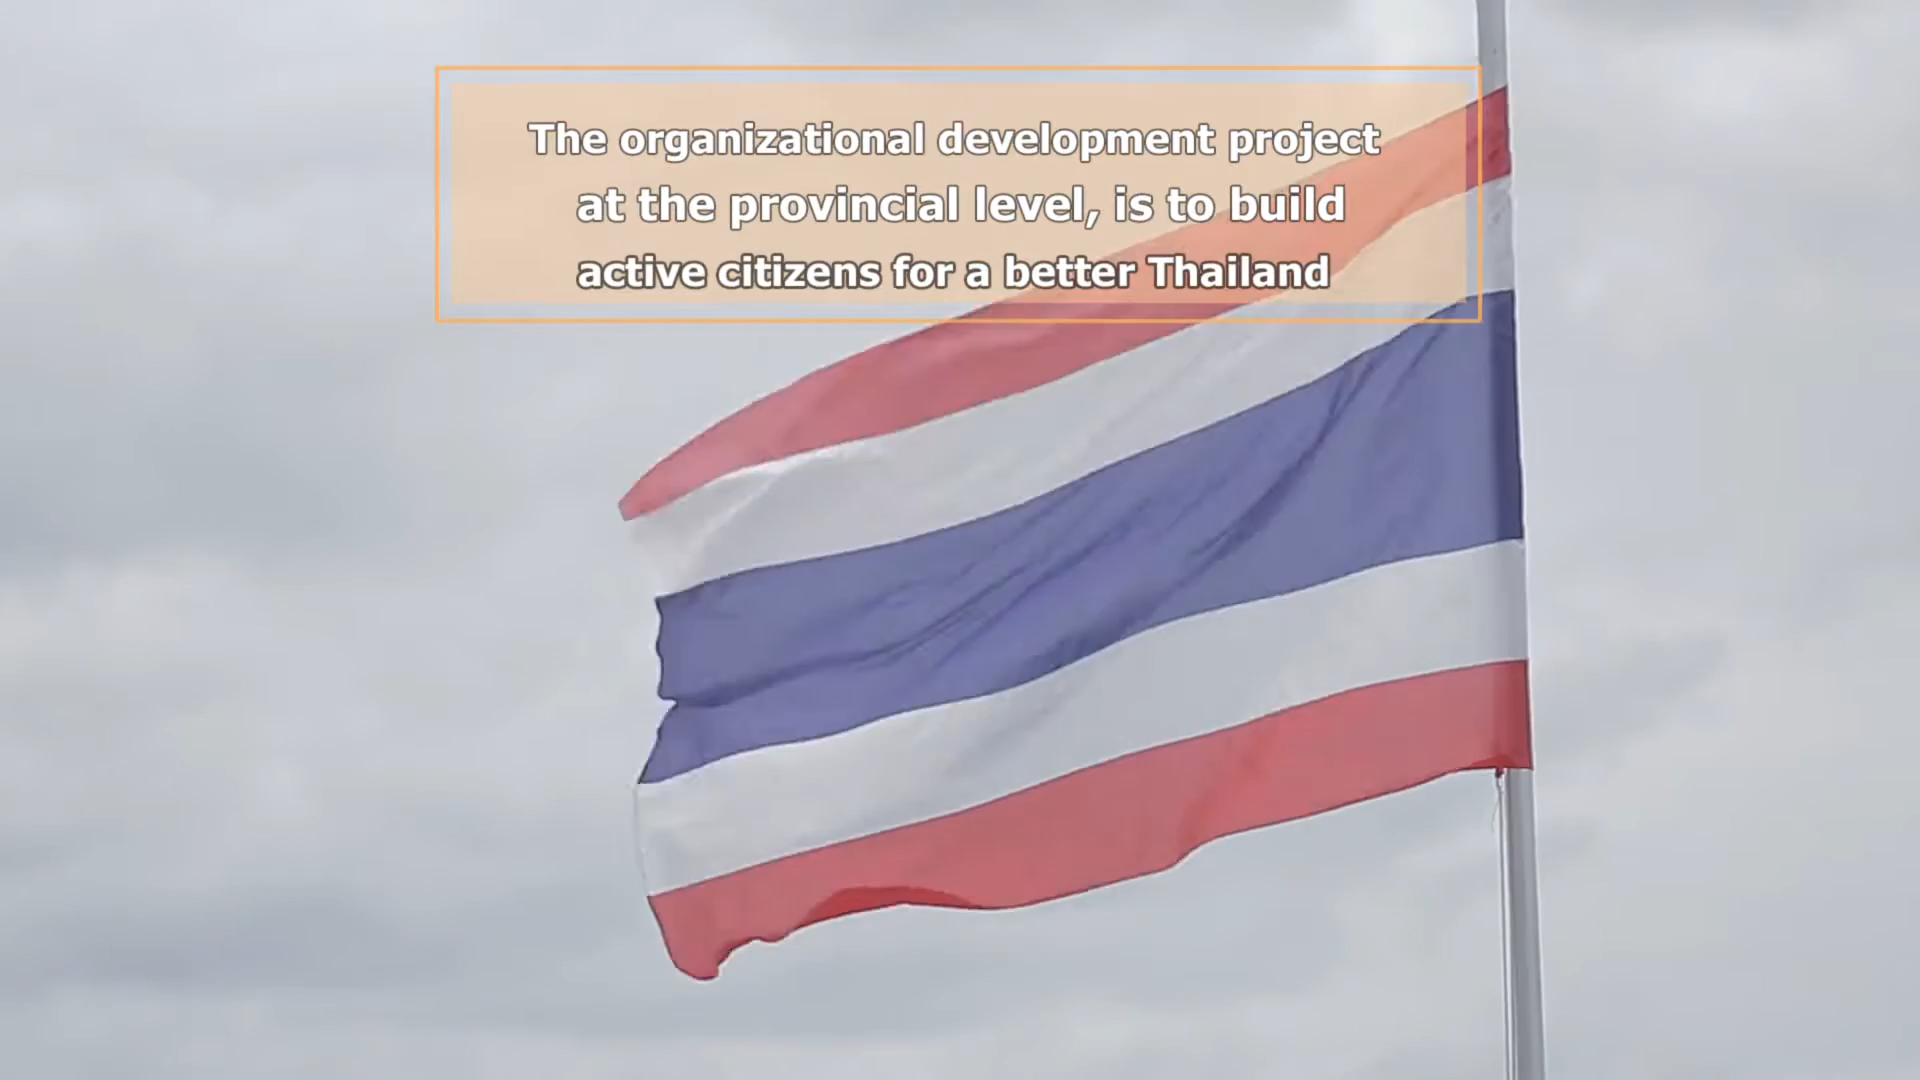 The organizational development project
at the provincial level, is to build
active citizens for a better Thailand